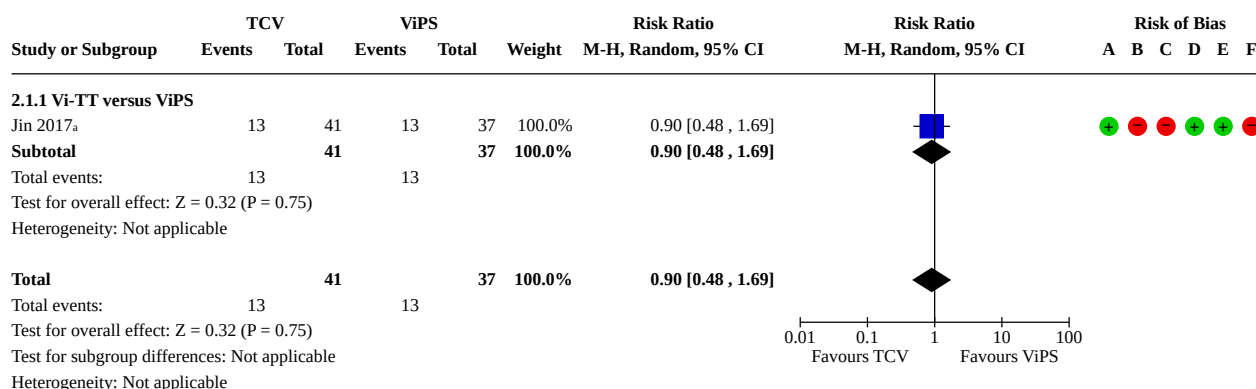 TCV ViPS Risk Ratio Risk Ratio Risk of Bias
Study or Subgroup Events Total Events Total Weight M-H, Random, 95% CI M-H, Random, 95% CI A B C D E F
2.1.1 Vi-TT versus ViPS
Jin 2017a 13 41 13 37 100.0% 0.90 [0.48 , 1.69] + − − + + −
Subtotal 41 37 100.0% 0.90 [0.48 , 1.69]
Total events: 13 13
Test for overall effect: Z = 0.32 (P = 0.75)
Heterogeneity: Not applicable
Total 41 37 100.0% 0.90 [0.48 , 1.69]
Total events: 13 13
Test for overall effect: Z = 0.32 (P = 0.75)
0.01 0.1 1 10 100
Test for subgroup differences: Not applicable Favours TCV Favours ViPS
Heterogeneity: Not applicable